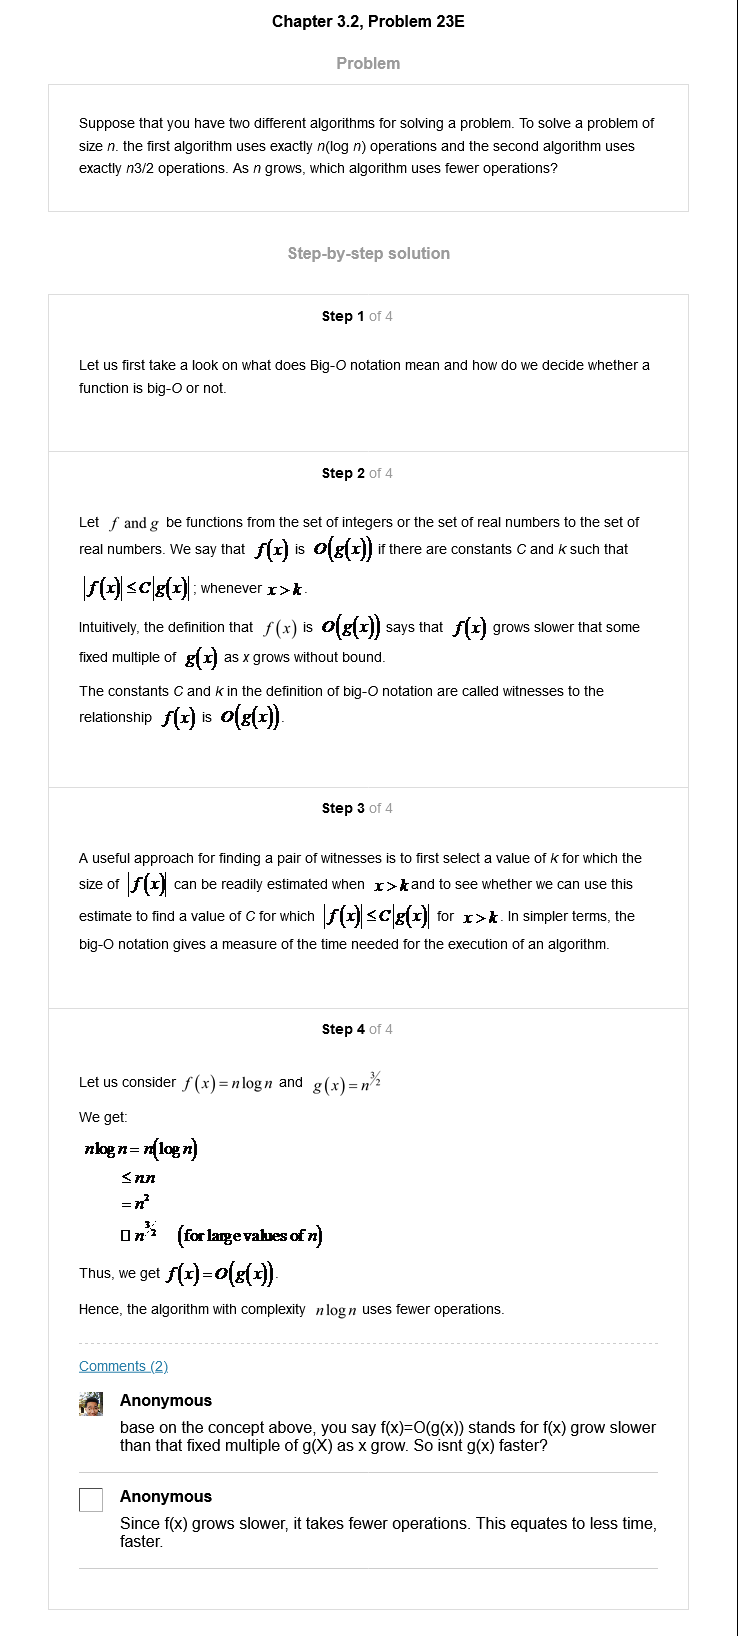 Chapter 3.2, Problem 23E
Problem
Suppose that you have two different algorithms for solving a problem. To solve a problem of
size n. the first algorithm uses exactly n(log n) operations and the second algorithm uses
exactly n3/2 operations. As n grows, which algorithm uses fewer operations?
Step-by-step solution
Step 1 of 4
Let us first take a look on what does Big-O notation mean and how do we decide whether a
function is big-O or not.
Step 2 of 4
Let f and g be functions from the set of integers or the set of real numbers to the set of
real numbers. We say that f(x) is O(g(x)) if there are constants C and k such that
|f(x)| ≤ C|g(x)| ; whenever x > k.
Intuitively, the definition that f(x) is O(g(x)) says that f(x) grows slower that some
fixed multiple of g(x) as x grows without bound.
The constants C and k in the definition of big-O notation are called witnesses to the
relationship f(x) is O(g(x)).
Step 3 of 4
A useful approach for finding a pair of witnesses is to first select a value of k for which the
size of |f(x)| can be readily estimated when x > k and to see whether we can use this
estimate to find a value of C for which |f(x)| ≤ C|g(x)| for x > k. In simpler terms, the
big-O notation gives a measure of the time needed for the execution of an algorithm.
Step 4 of 4
Let us consider f(x) = n log n and g(x) = n^3/2
We get:
n log n = n(log n)
≤ nn
= n²
□ n^3/2 (for large values of n)
Thus, we get f(x) = O(g(x)).
Hence, the algorithm with complexity n log n uses fewer operations.
Comments (2)
Anonymous
base on the concept above, you say f(x)=O(g(x)) stands for f(x) grow slower
than that fixed multiple of g(X) as x grow. So isnt g(x) faster?
Anonymous
Since f(x) grows slower, it takes fewer operations. This equates to less time,
faster.